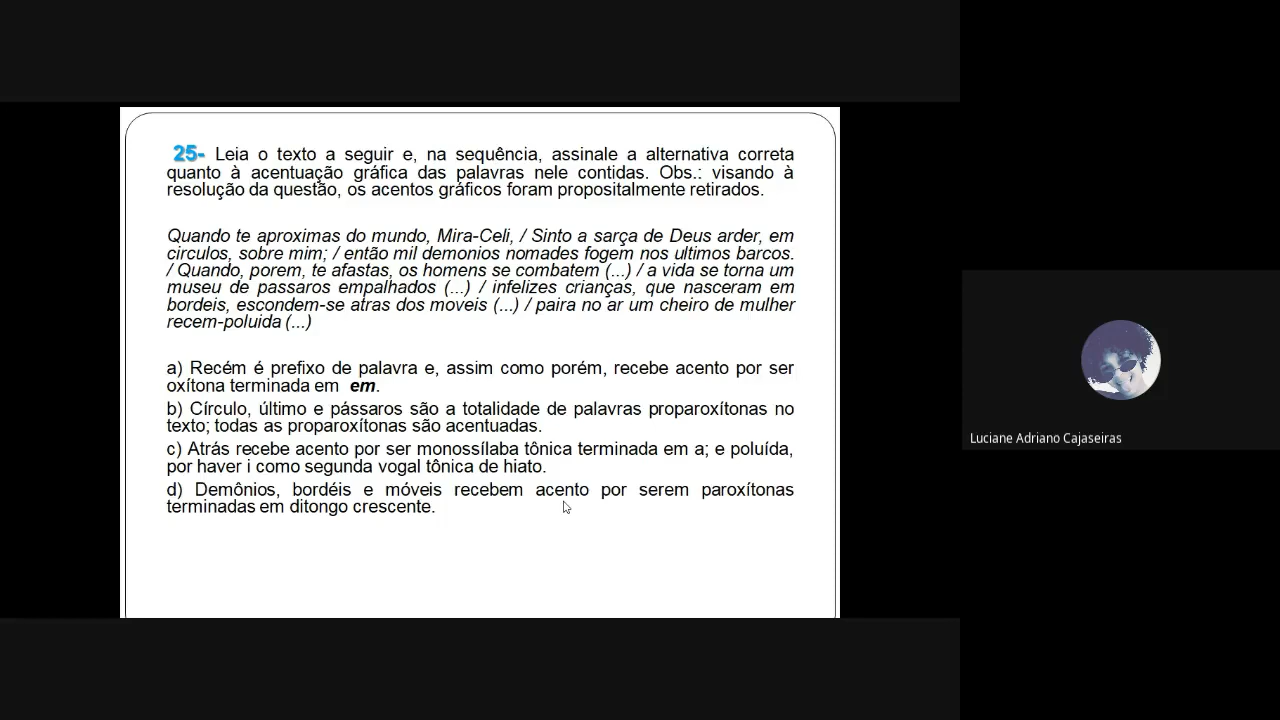 25- Leia o texto a seguir e, na sequência, assinale a alternativa correta
quanto à acentuação gráfica das palavras nele contidas. Obs.: visando à
resolução da questão, os acentos gráficos foram propositalmente retirados.
Quando te aproximas do mundo, Mira-Celi, / Sinto a sarça de Deus arder, em
circulos, sobre mim; / então mil demonios nomades fogem nos ultimos barcos.
/ Quando, porem, te afastas, os homens se combatem (...) / a vida se torna um
museu de passaros empalhados (...) / infelizes crianças, que nasceram em
bordeis, escondem-se atras dos moveis (...) / paira no ar um cheiro de mulher
recem-poluida (...)
a) Recém é prefixo de palavra e, assim como porém, recebe acento por ser
oxítona terminada em em.
b) Círculo, último e pássaros são a totalidade de palavras proparoxítonas no
texto; todas as proparoxítonas são acentuadas.
c) Atrás recebe acento por ser monossílaba tônica terminada em a; e poluída,
por haver i como segunda vogal tônica de hiato.
d) Demônios, bordéis e móveis recebem acento por serem paroxítonas
terminadas em ditongo crescente.
Luciane Adriano Cajaseiras